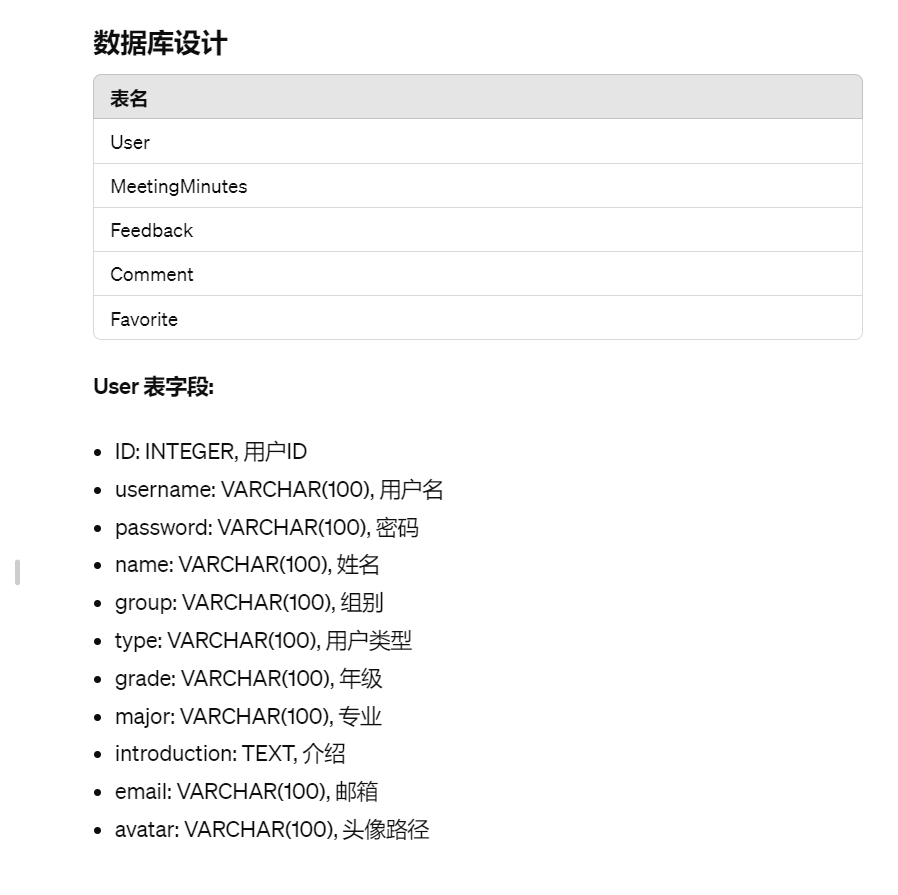 数据库设计
表名
User
MeetingMinutes
Feedback
Comment
Favorite
User 表字段:
• ID: INTEGER, 用户ID
• username: VARCHAR(100), 用户名
• password: VARCHAR(100), 密码
• name: VARCHAR(100), 姓名
• group: VARCHAR(100), 组别
• type: VARCHAR(100), 用户类型
• grade: VARCHAR(100), 年级
• major: VARCHAR(100), 专业
• introduction: TEXT, 介绍
• email: VARCHAR(100), 邮箱
• avatar: VARCHAR(100), 头像路径